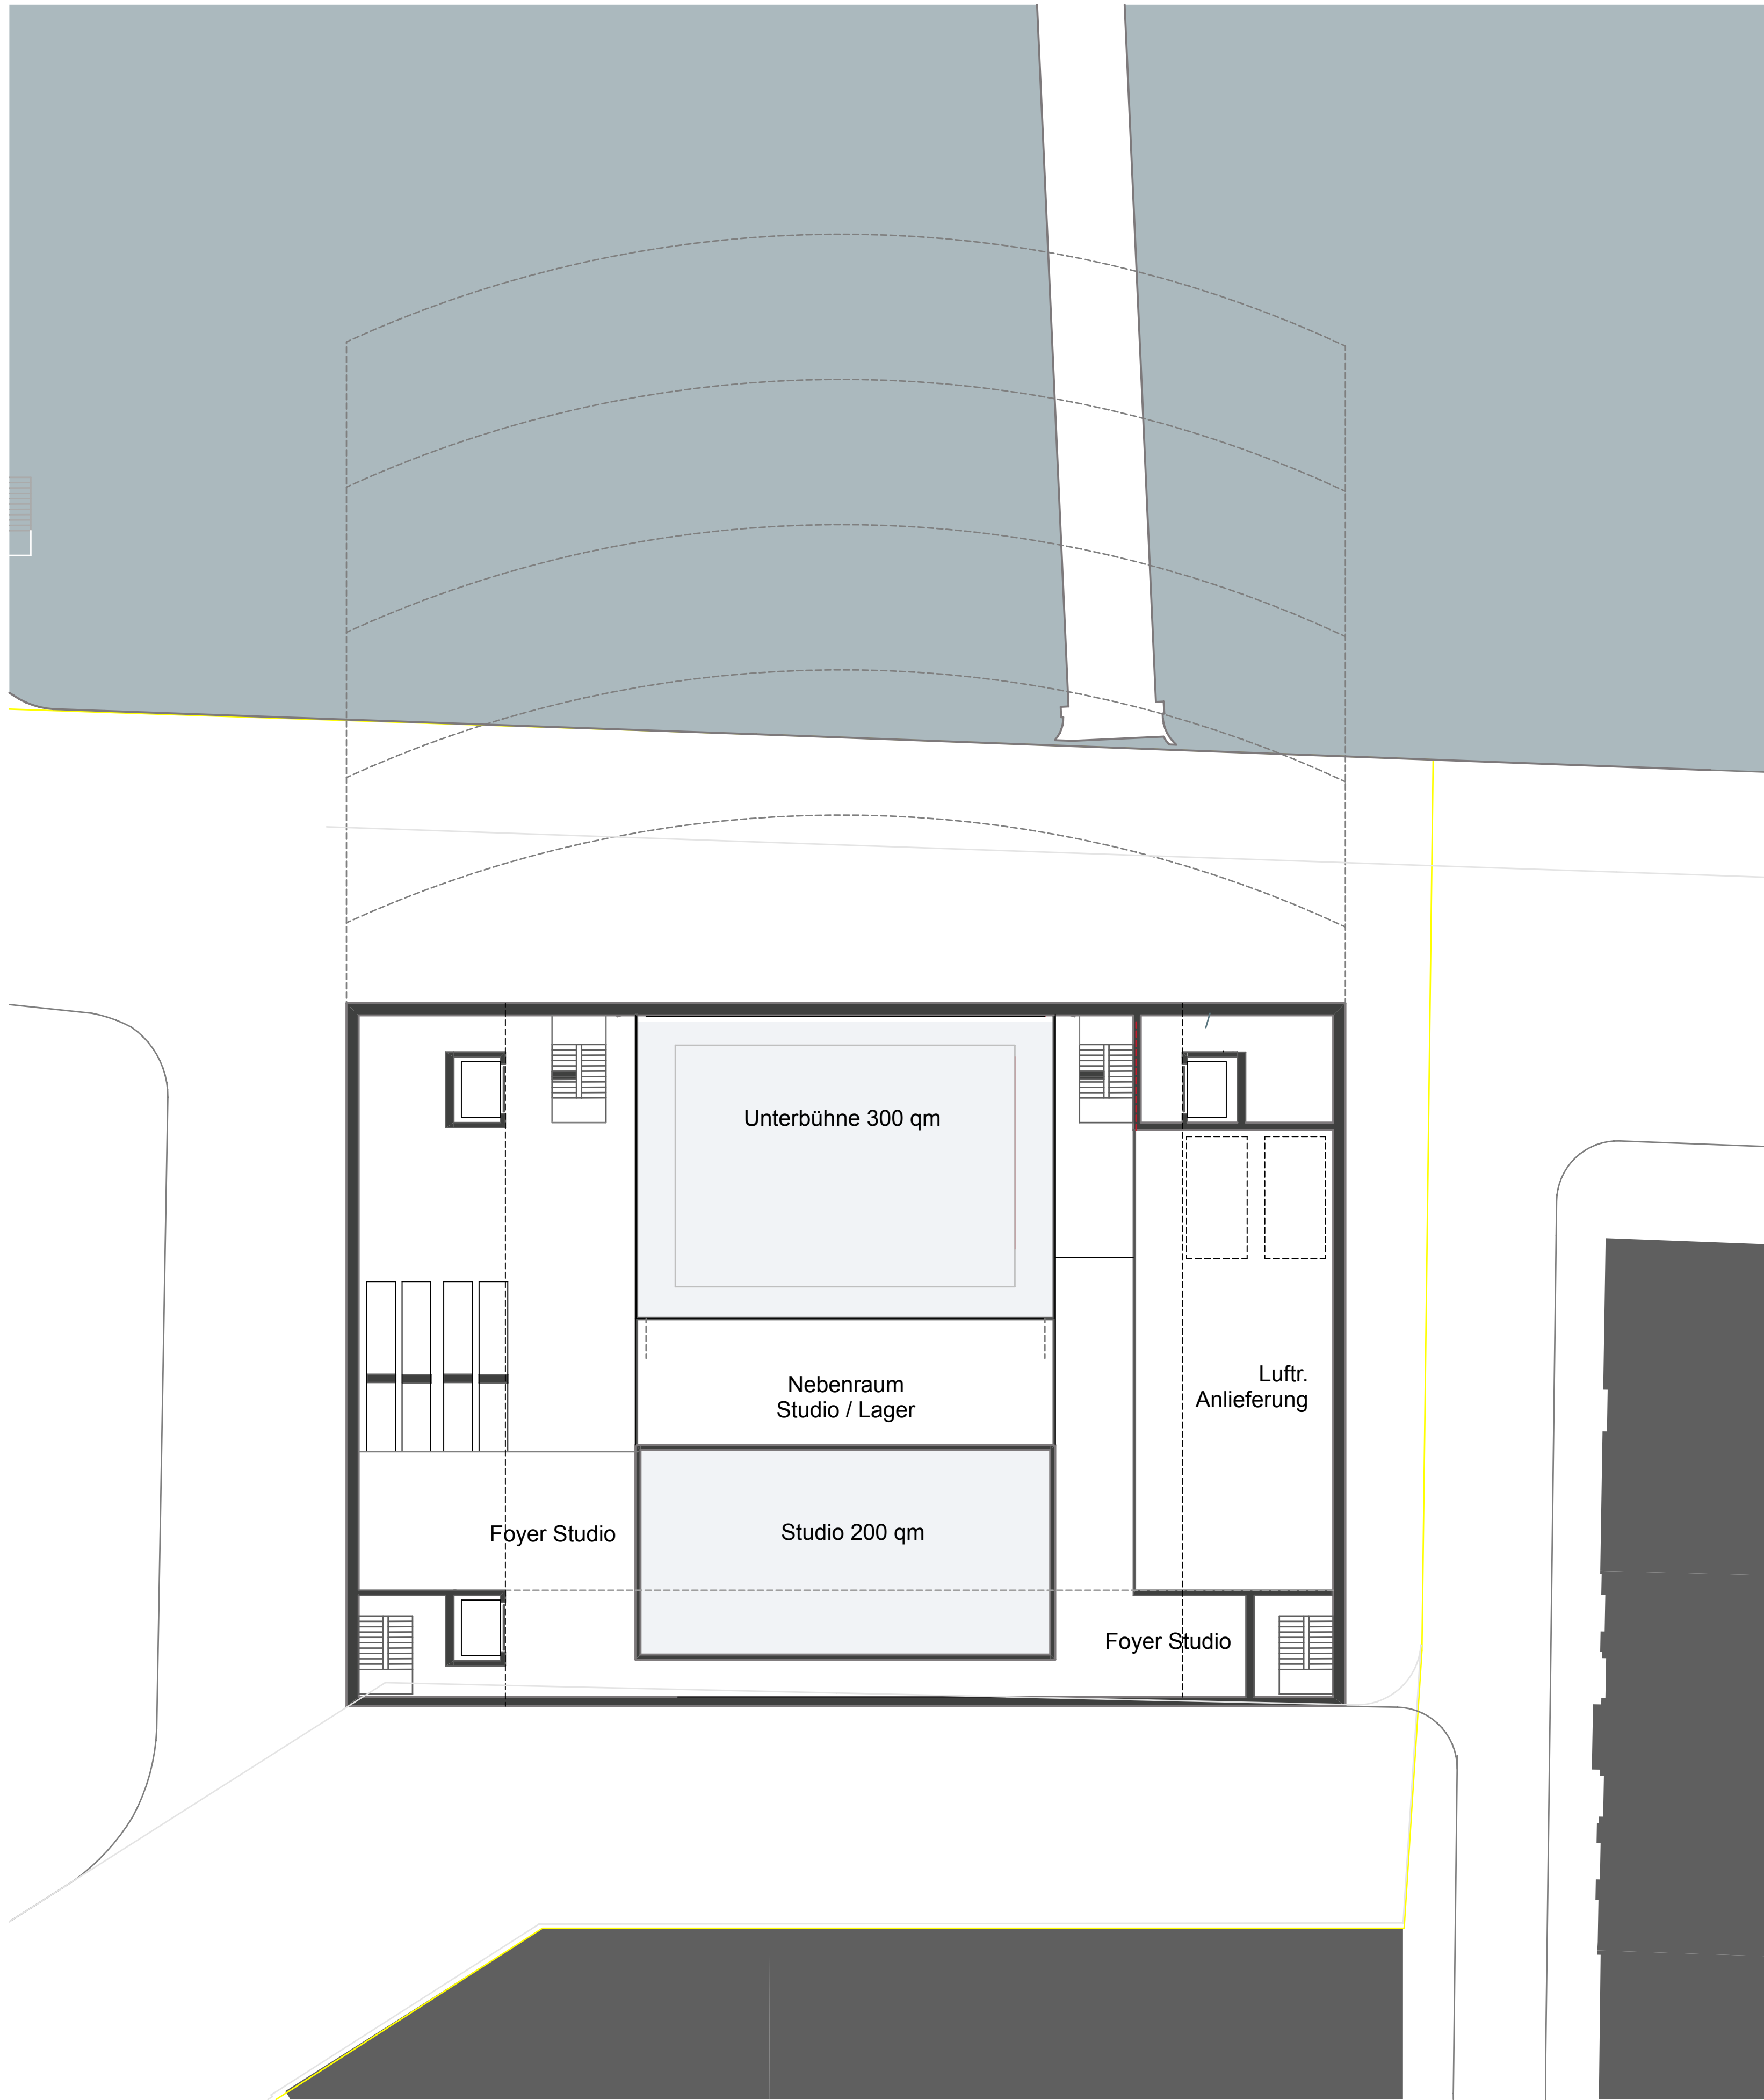 Unterbühne 300 qm
Nebenraum
Studio / Lager
Luftr.
Anlieferung
Foyer Studio
Studio 200 qm
Foyer Studio